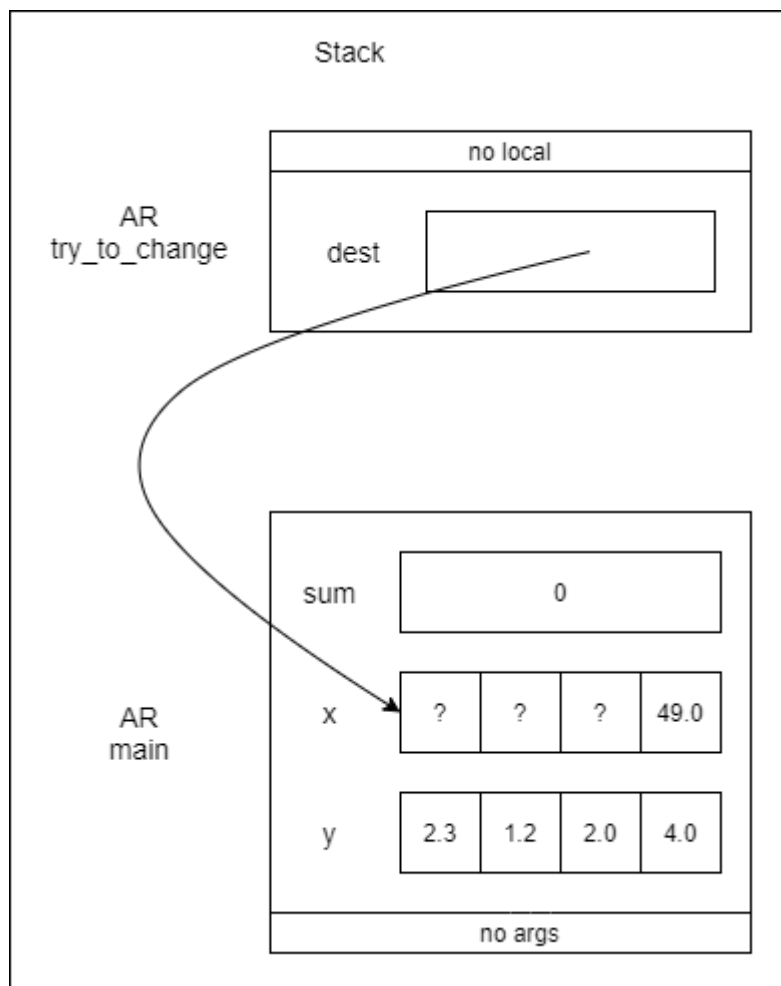 Stack
no local
AR
try_to_change
dest
sum
0
x
? ? ? 49.0
AR
main
y
2.3 1.2 2.0 4.0
no args